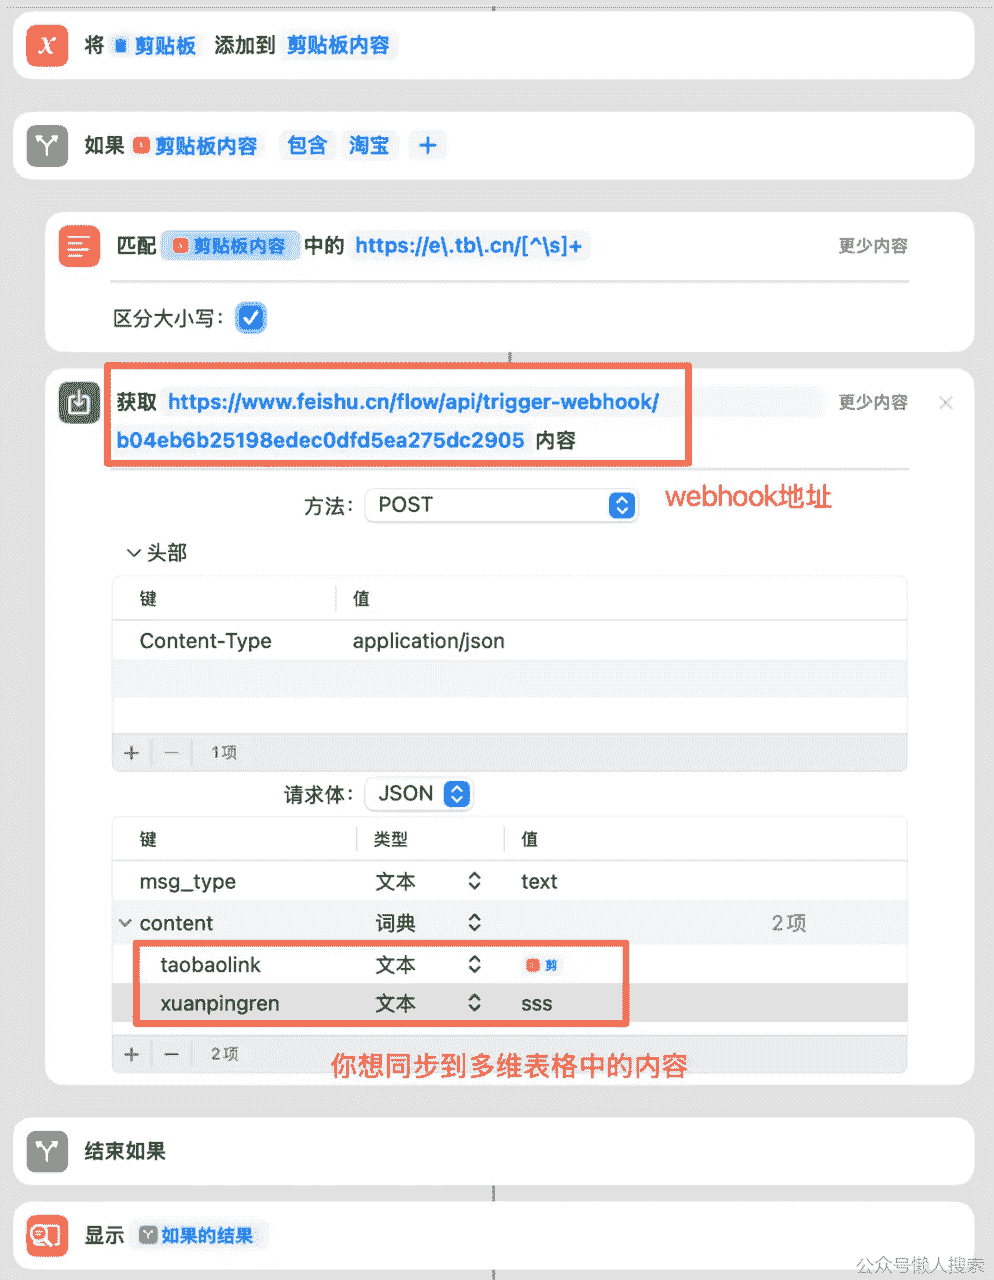 将 剪贴板 添加到 剪贴板内容
如果 剪贴板内容 包含 淘宝 +
匹配 剪贴板内容 中的 https://e\.tb\.cn/[^\s]+ 更少内容
区分大小写：
获取 https://www.feishu.cn/flow/api/trigger-webhook/ 更少内容
b04eb6b25198edec0dfd5ea275dc2905 内容
webhook地址
方法： POST
头部
键 值
Content-Type application/json
+ — 1项
请求体： JSON
键 类型 值
msg_type 文本 text
content 词典 2项
taobaolink 文本 剪
xuanpingren 文本 sss
+ — 2项
你想同步到多维表格中的内容
结束如果
显示 如果的结果
公众号懒人搜索